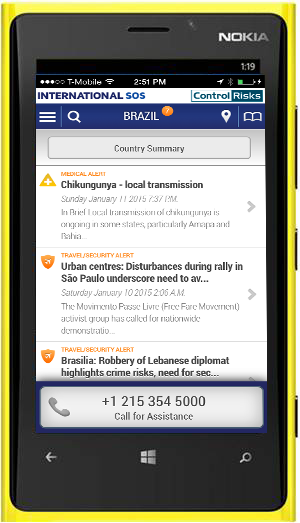 NOKIA
1:19
T-Mobile 2:51 PM
INTERNATIONAL SOS Control Risks
BRAZIL 7
Country Summary
MEDICAL ALERT
Chikungunya - local transmission
Sunday January 11 2015 7:37 PM.
In Brief Local transmission of chikungunya is
ongoing in some states, particularly Amapa and
Bahia...
TRAVEL/SECURITY ALERT
Urban centres: Disturbances during rally in
São Paulo underscore need to av...
Saturday January 10 2015 2:06 A.M.
The Movimento Passe Livre (Free Fare Movement)
activist group has called for nationwide
demonstratio...
TRAVEL/SECURITY ALERT
Brasilia: Robbery of Lebanese diplomat
highlights crime risks, need for sec...
+1 215 354 5000
Call for Assistance